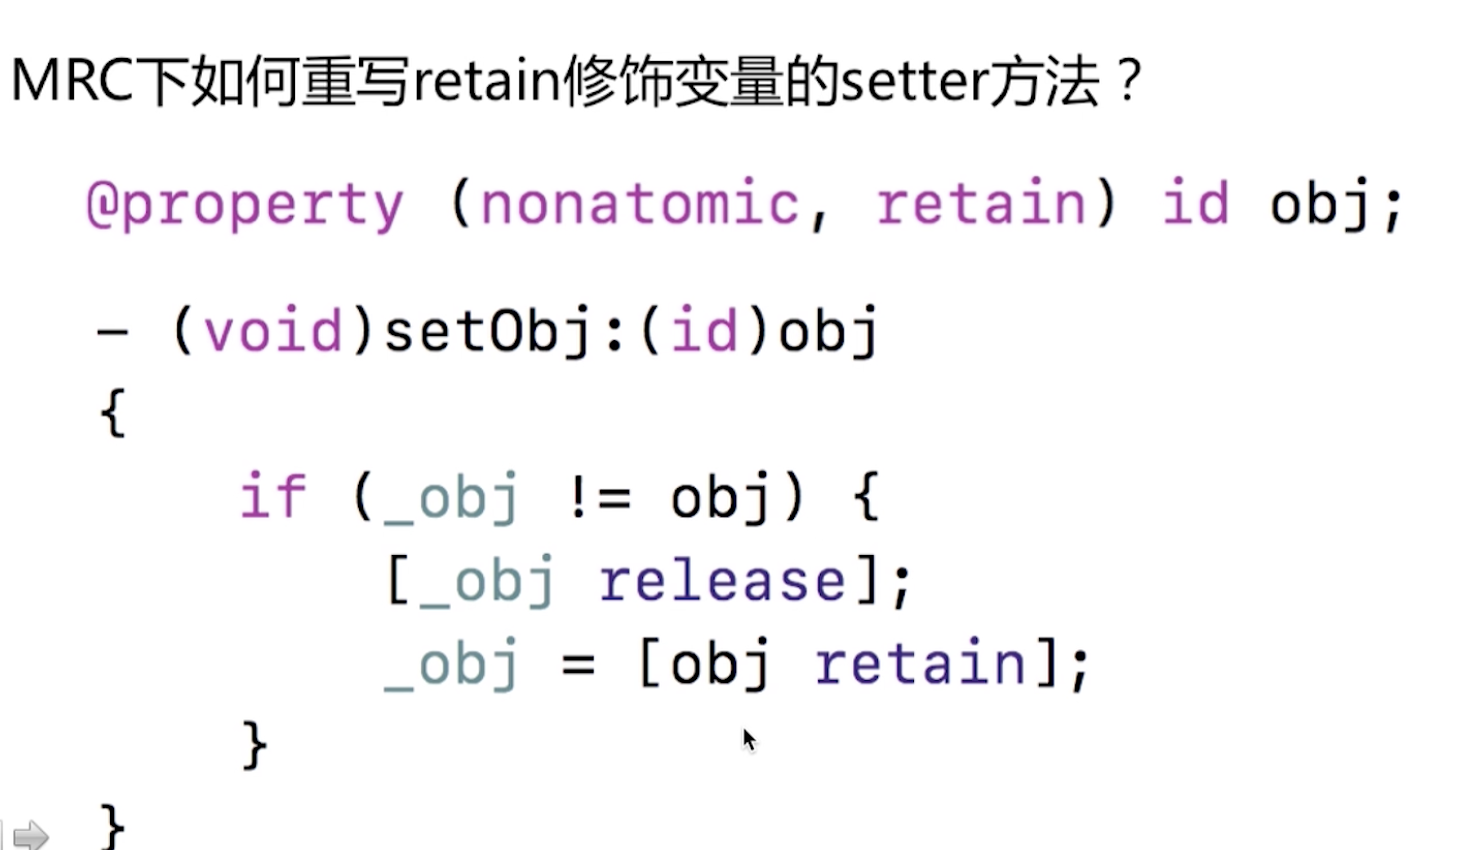 MRC下如何重写retain修饰变量的setter方法？
@property (nonatomic, retain) id obj;
– (void)setObj:(id)obj
{
if (_obj != obj) {
[_obj release];
_obj = [obj retain];
}
}